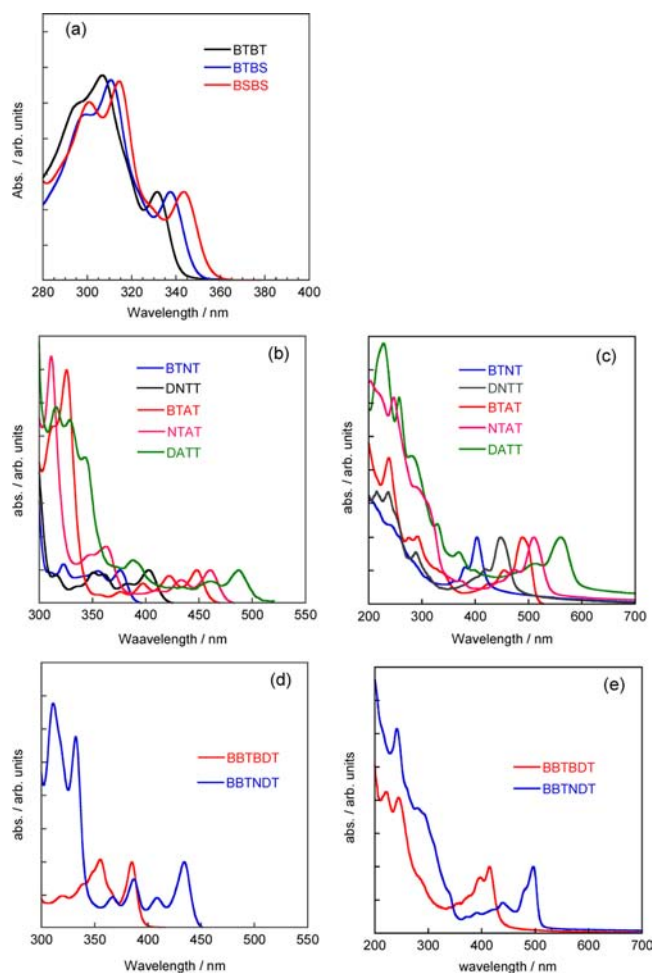 (a)
BTBT
BTBS
BSBS
Abs. / arb. units
280 300 320 340 360 380 400
Wavelength / nm
(b)
BTNT
DNTT
BTAT
NTAT
DATT
abs. / arb. units
300 350 400 450 500 550
Waavelength / nm
(c)
BTNT
DNTT
BTAT
NTAT
DATT
abs. / arb. units
200 300 400 500 600 700
Wavelength / nm
(d)
BBTBDT
BBTNDT
abs. / arb. units
300 350 400 450 500 550
Wavelength / nm
(e)
BBTBDT
BBTNDT
abs. / arb. units
200 300 400 500 600 700
wavelength / nm